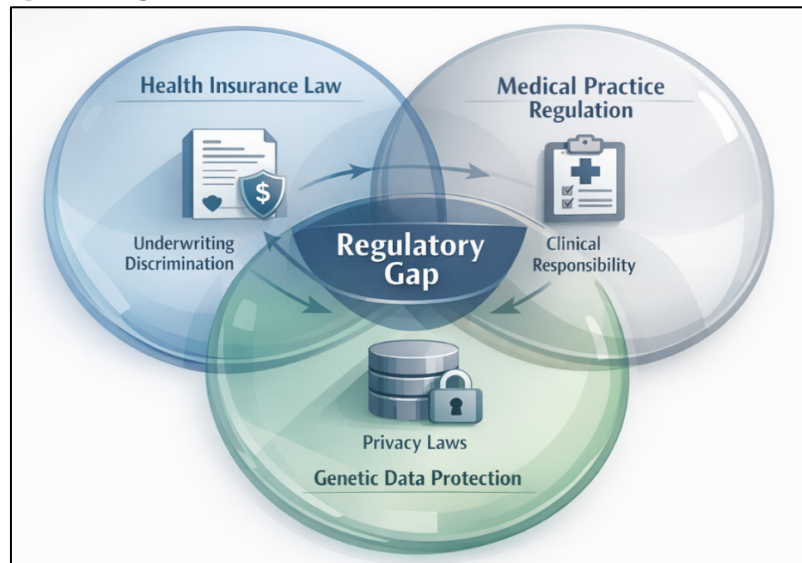 Health Insurance Law
Medical Practice
Regulation
$
Underwriting
Discrimination
Regulatory
Gap
Clinical
Responsibility
Privacy Laws
Genetic Data Protection